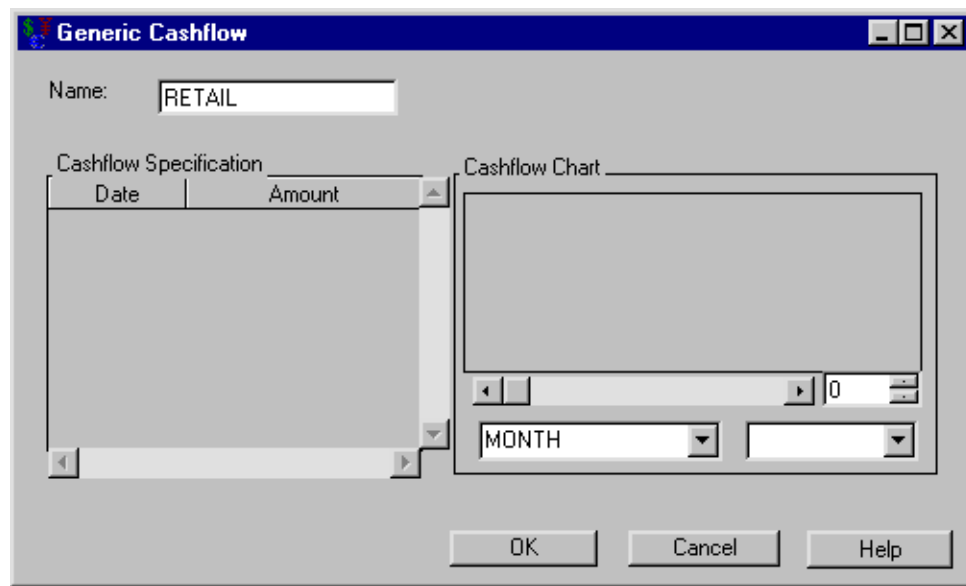 Generic Cashflow
Name: RETAIL
Cashflow Specification
Date Amount
Cashflow Chart
0
MONTH
OK Cancel Help